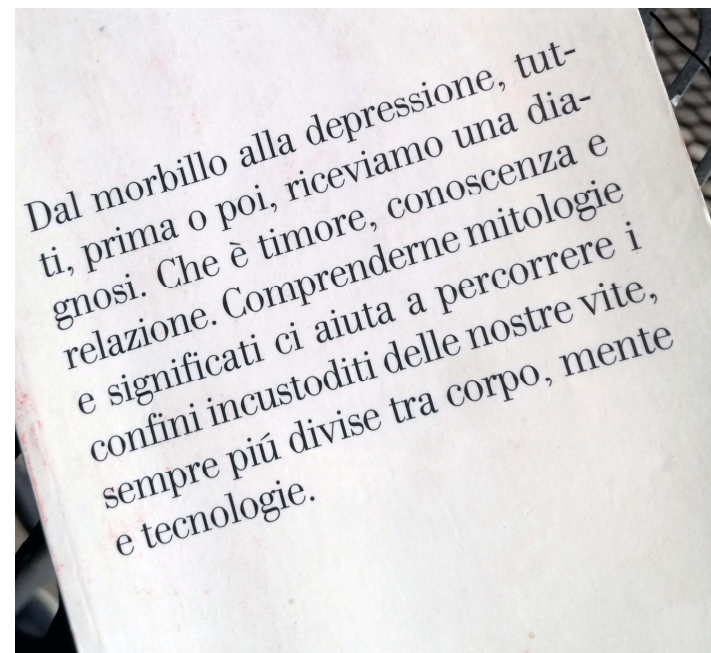 Dal morbillo alla depressione, tut-
ti, prima o poi, riceviamo una dia-
gnosi. Che è timore, conoscenza e
relazione. Comprenderne mitologie
e significati ci aiuta a percorrere i
confini incustoditi delle nostre vite,
sempre piú divise tra corpo, mente
e tecnologie.